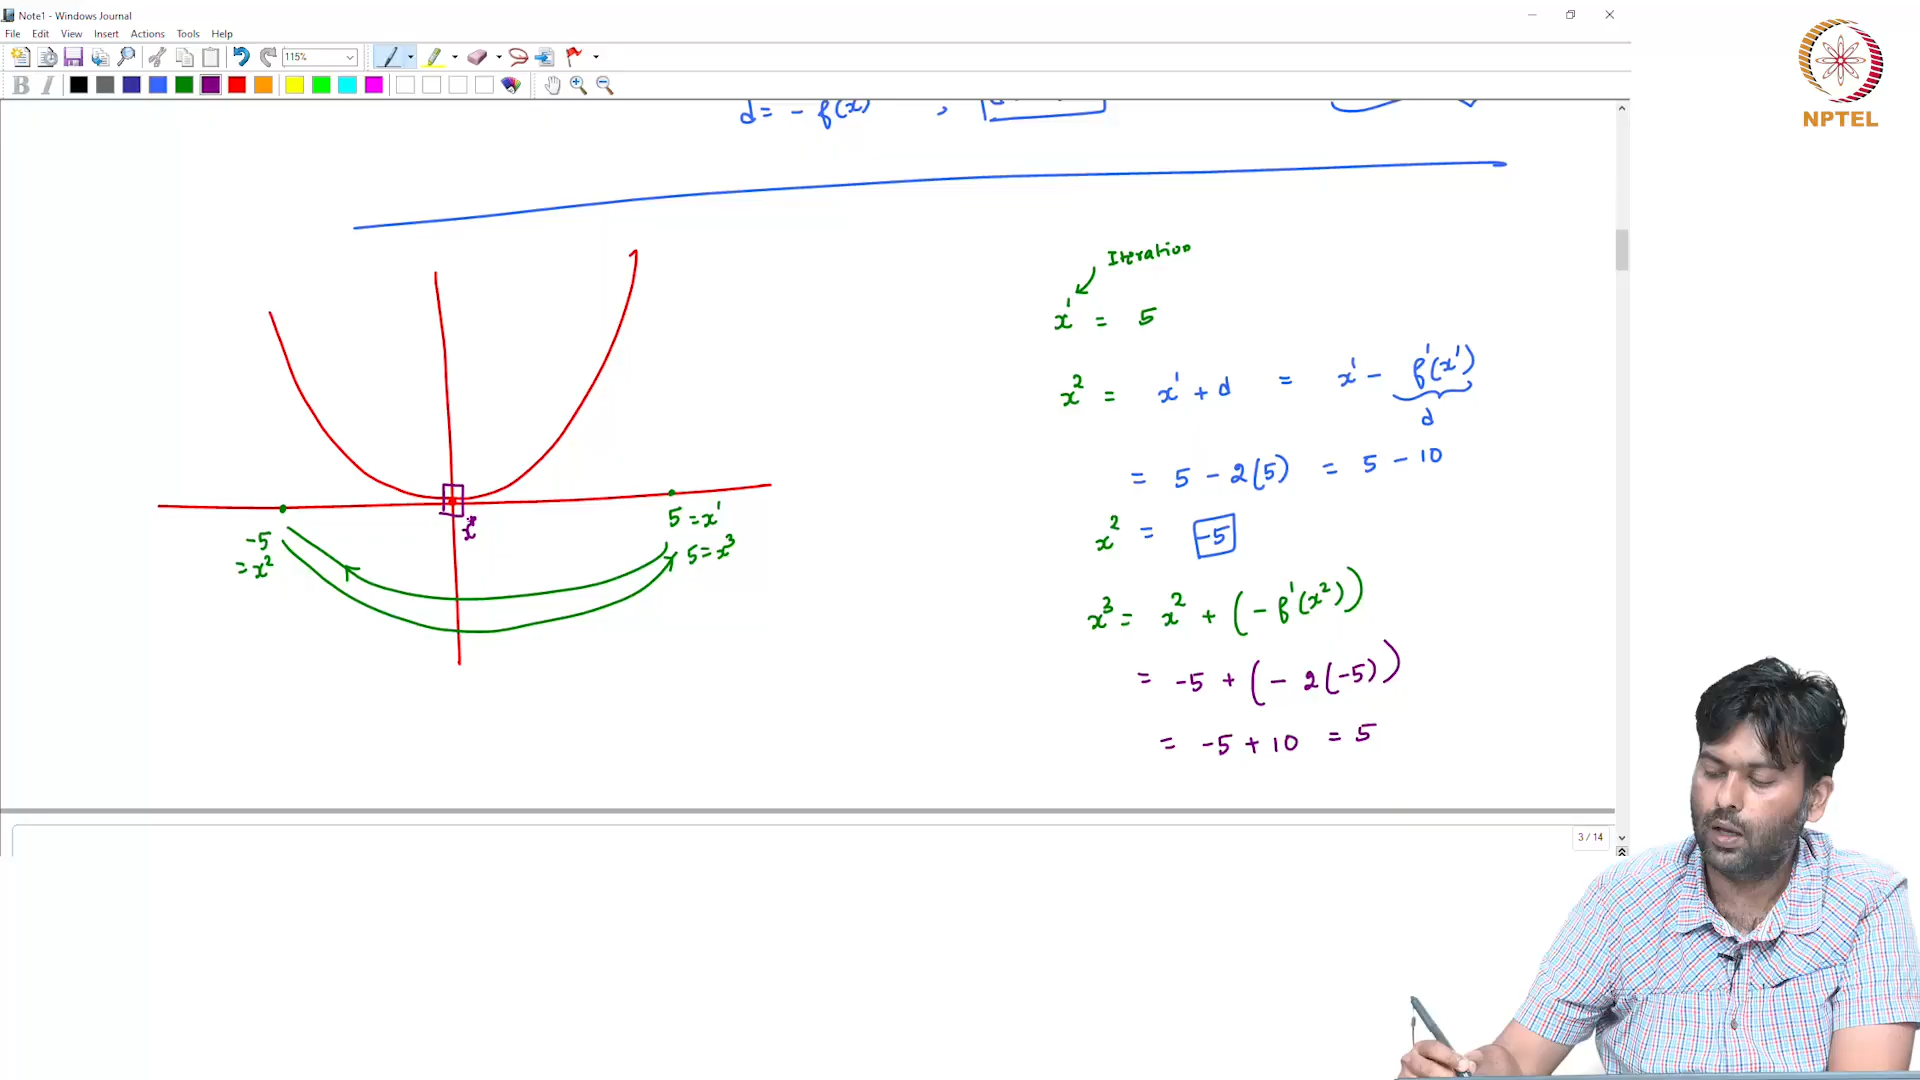 Note1 - Windows Journal
File Edit View Insert Actions Tools Help
115%
B I
NPTEL
d = - f(x) ,
Iteration
x¹ = 5
x² = x¹ + d = x¹ - f'(x¹)
d
= 5 - 2(5) = 5 - 10
x² = -5
x³ = x² + (- f'(x²))
= -5 + (- 2(-5))
= -5 + 10 = 5
x*
5 = x¹
5 = x³
-5
= x²
3 / 14